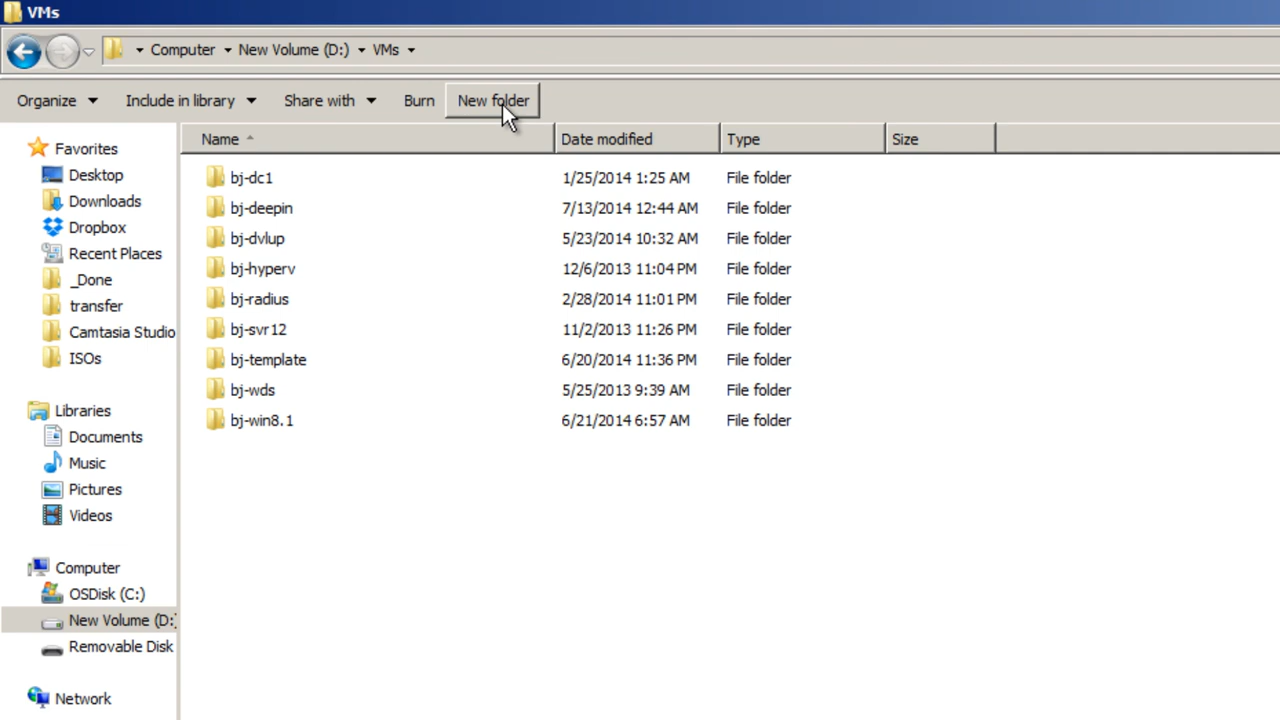 VMs
Computer New Volume (D:) VMs
Organize Include in library Share with Burn New folder
Name Date modified Type Size
Favorites
Desktop
Downloads
Dropbox
Recent Places
_Done
transfer
Camtasia Studio
ISOs
Libraries
Documents
Music
Pictures
Videos
Computer
OSDisk (C:)
New Volume (D:)
Removable Disk
Network
bj-dc1 1/25/2014 1:25 AM File folder
bj-deepin 7/13/2014 12:44 AM File folder
bj-dvlup 5/23/2014 10:32 AM File folder
bj-hyperv 12/6/2013 11:04 PM File folder
bj-radius 2/28/2014 11:01 PM File folder
bj-svr12 11/2/2013 11:26 PM File folder
bj-template 6/20/2014 11:36 PM File folder
bj-wds 5/25/2013 9:39 AM File folder
bj-win8.1 6/21/2014 6:57 AM File folder